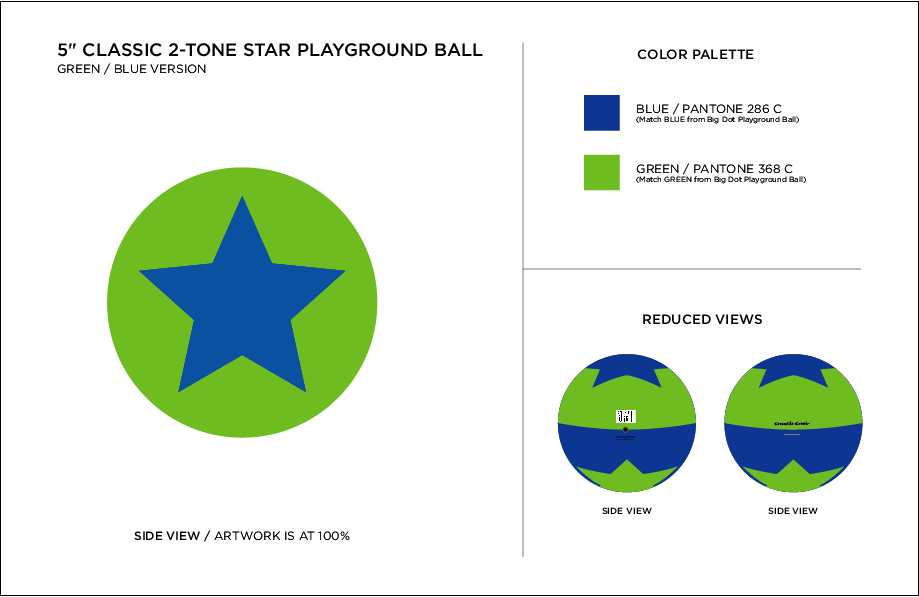 5" CLASSIC 2-TONE STAR PLAYGROUND BALL
GREEN / BLUE VERSION
SIDE VIEW / ARTWORK IS AT 100%
COLOR PALETTE
BLUE / PANTONE 286 C
(Match BLUE from Big Dot Playground Ball)
GREEN / PANTONE 368 C
(Match GREEN from Big Dot Playground Ball)
REDUCED VIEWS
Crocodile Creek
SIDE VIEW
SIDE VIEW